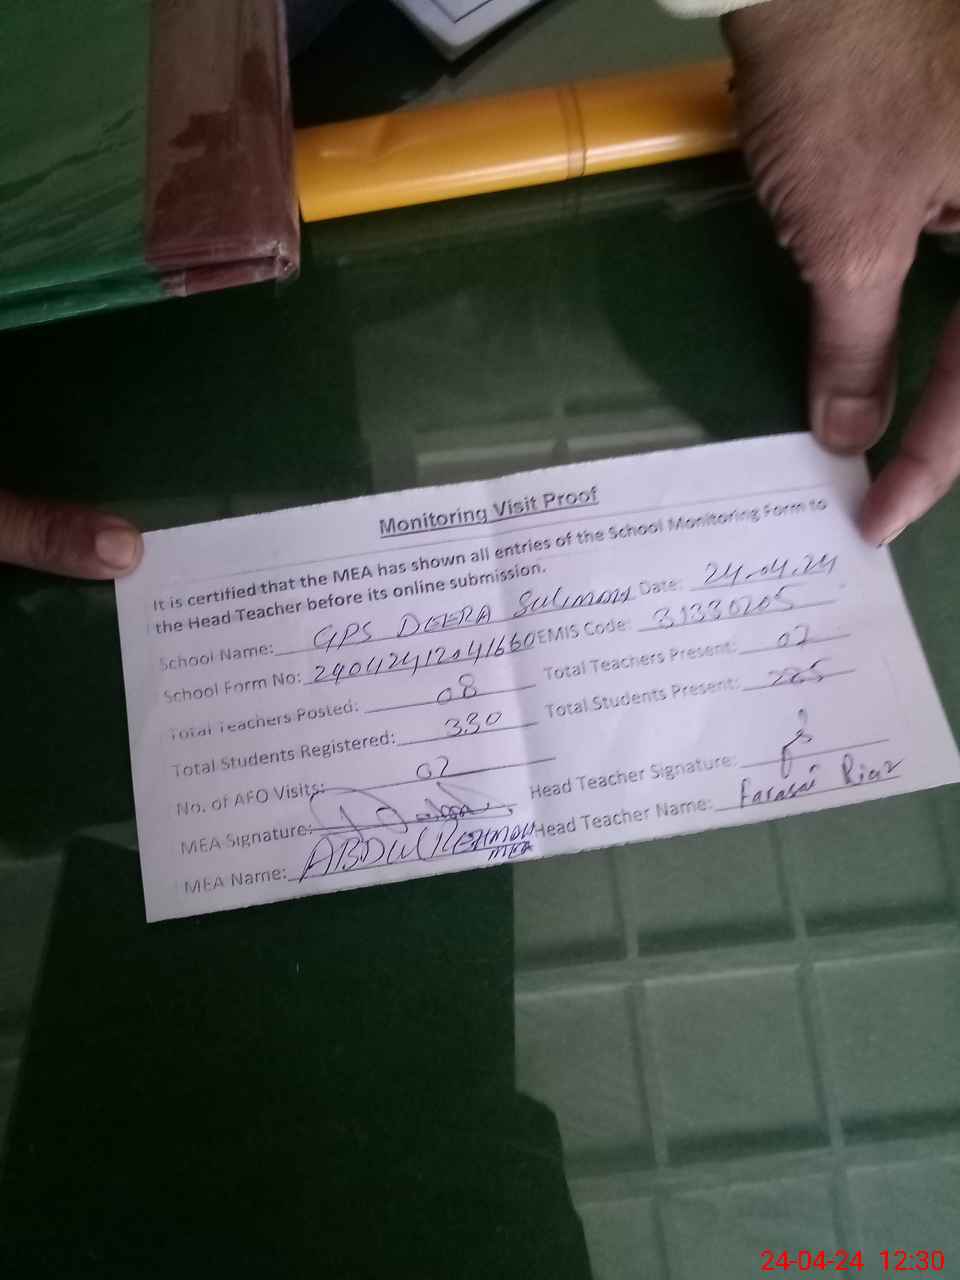 Monitoring Visit Proof
It is certified that the MEA has shown all entries of the School Monitoring Form to
the Head Teacher before its online submission.
School Name: GPS DEERA Date: 24.04.24
School Form No: EMIS Code: 31330205
Total Teachers Posted: 08 Total Teachers Present: 07
Total Students Registered: 330 Total Students Present: 285
No. of AFO Visits: 02
MEA Signature: Head Teacher Signature:
MEA Name: ABDUL REHMAN MEA Head Teacher Name: Riaz
24-04-24 12:30